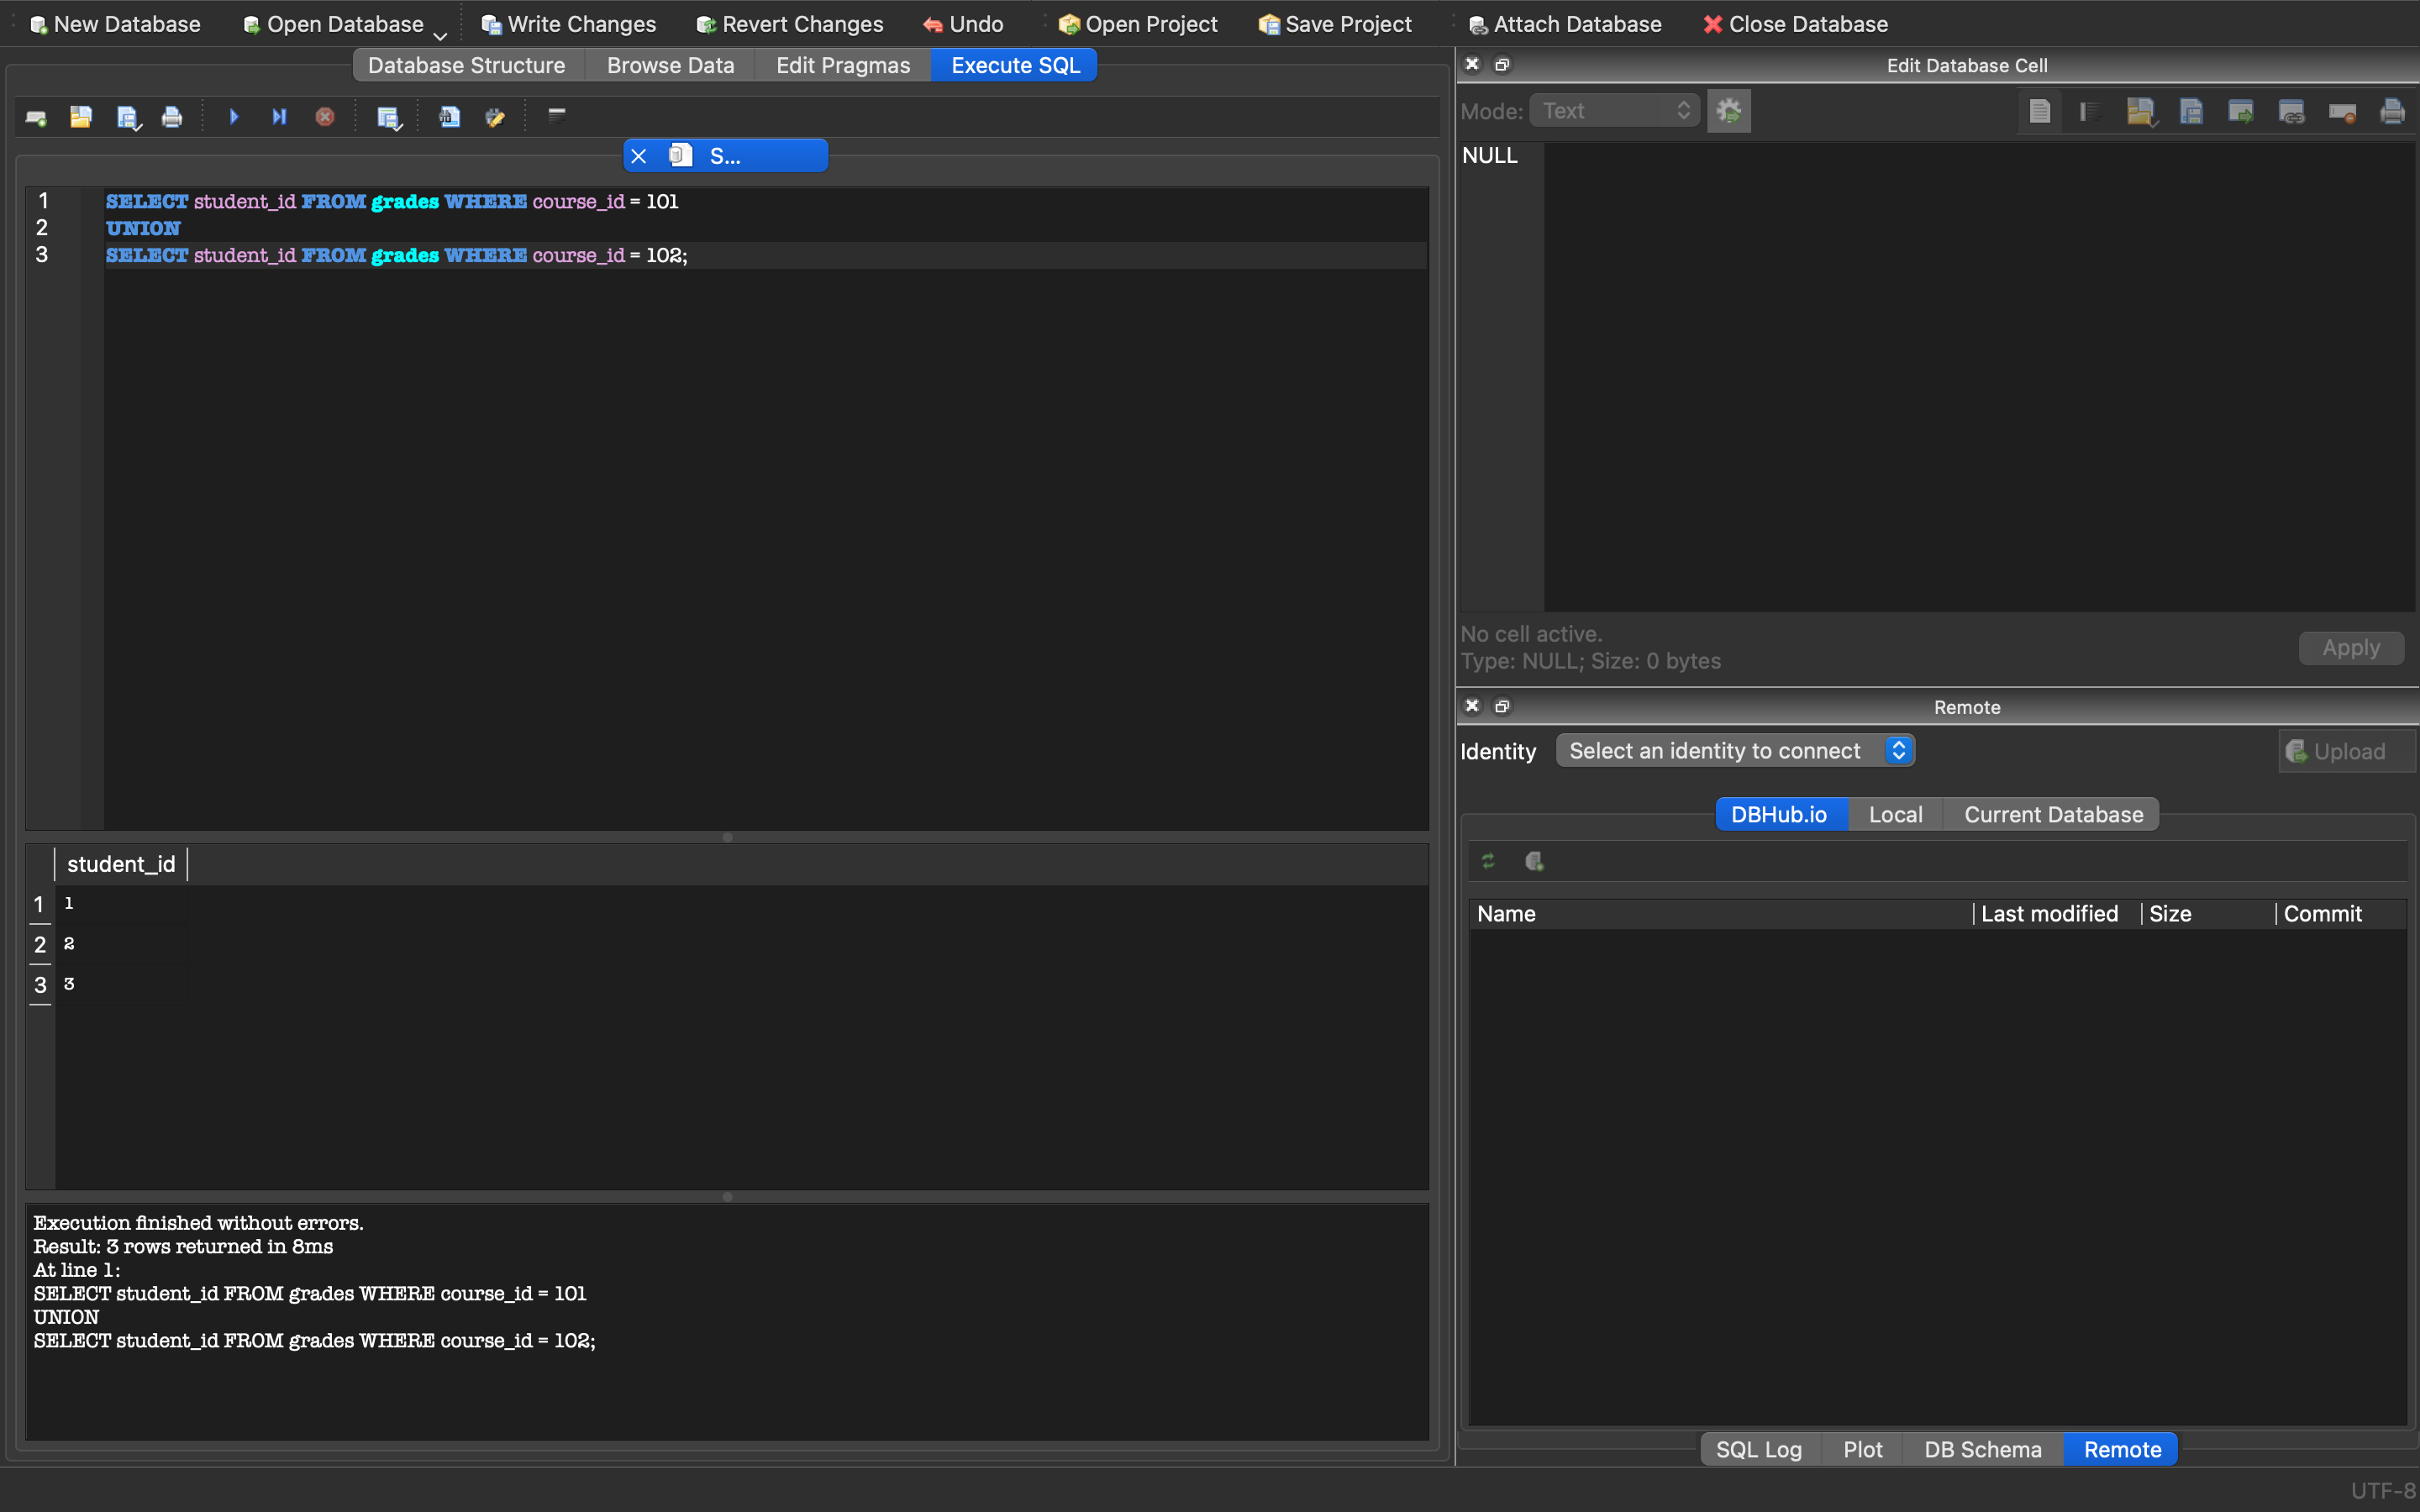 New Database Open Database Write Changes Revert Changes Undo Open Project Save Project Attach Database Close Database
Database Structure Browse Data Edit Pragmas Execute SQL
S...
1 SELECT student_id FROM grades WHERE course_id = 101
2 UNION
3 SELECT student_id FROM grades WHERE course_id = 102;
student_id
1 1
2 2
3 3
Execution finished without errors.
Result: 3 rows returned in 8ms
At line 1:
SELECT student_id FROM grades WHERE course_id = 101
UNION
SELECT student_id FROM grades WHERE course_id = 102;
Edit Database Cell
Mode: Text
NULL
No cell active.
Type: NULL; Size: 0 bytes
Apply
Remote
Identity Select an identity to connect Upload
DBHub.io Local Current Database
Name Last modified Size Commit
SQL Log Plot DB Schema Remote
UTF-8